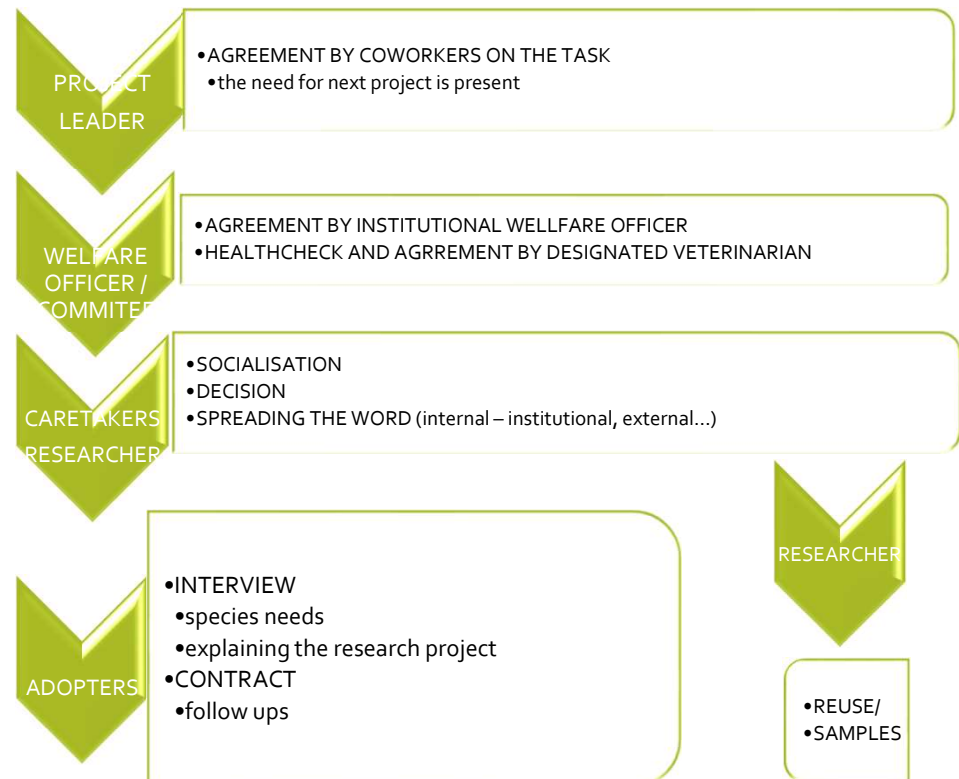 PROJECT
LEADER
•AGREEMENT BY COWORKERS ON THE TASK
•the need for next project is present
WELFARE
OFFICER /
COMMITEE
•AGREEMENT BY INSTITUTIONAL WELLFARE OFFICER
•HEALTHCHECK AND AGRREMENT BY DESIGNATED VETERINARIAN
CARETAKERS
RESEARCHER
•SOCIALISATION
•DECISION
•SPREADING THE WORD (internal – institutional, external...)
ADOPTERS
•INTERVIEW
•species needs
•explaining the research project
•CONTRACT
•follow ups
RESEARCHER
•REUSE/
•SAMPLES